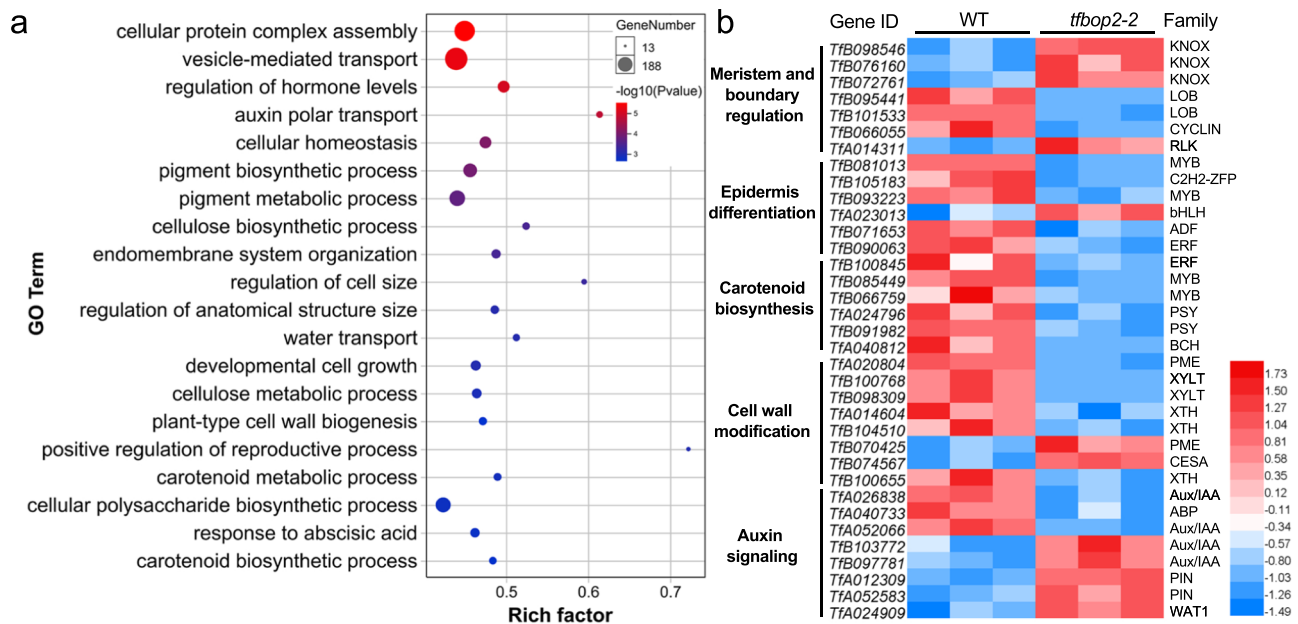 a
GO Term
cellular protein complex assembly
vesicle-mediated transport
regulation of hormone levels
auxin polar transport
cellular homeostasis
pigment biosynthetic process
pigment metabolic process
cellulose biosynthetic process
endomembrane system organization
regulation of cell size
regulation of anatomical structure size
water transport
developmental cell growth
cellulose metabolic process
plant-type cell wall biogenesis
positive regulation of reproductive process
carotenoid metabolic process
cellular polysaccharide biosynthetic process
response to abscisic acid
carotenoid biosynthetic process
0.5 0.6 0.7
Rich factor
GeneNumber
13
188
-log10(Pvalue)
5
4
3
b
Gene ID WT tfbop2-2 Family
Meristem and
boundary
regulation
TfB098546 KNOX
TfB076160 KNOX
TfB072761 KNOX
TfB095441 LOB
TfB101533 LOB
TfB066055 CYCLIN
TfA014311 RLK
Epidermis
differentiation
TfB081013 MYB
TfB105183 C2H2-ZFP
TfB093223 MYB
TfA023013 bHLH
TfB071653 ADF
TfB090063 ERF
Carotenoid
biosynthesis
TfB100845 ERF
TfB085449 MYB
TfB066759 MYB
TfA024796 PSY
TfB091982 PSY
TfA040812 BCH
Cell wall
modification
TfA020804 PME
TfB100768 XYLT
TfB098309 XYLT
TfA014604 XTH
TfB104510 XTH
TfB070425 PME
TfB074567 CESA
TfB100655 XTH
Auxin
signaling
TfA026838 Aux/IAA
TfA040733 ABP
TfA052066 Aux/IAA
TfB103772 Aux/IAA
TfB097781 Aux/IAA
TfA012309 PIN
TfA052583 PIN
TfA024909 WAT1
1.73
1.50
1.27
1.04
0.81
0.58
0.35
0.12
-0.11
-0.34
-0.57
-0.80
-1.03
-1.26
-1.49